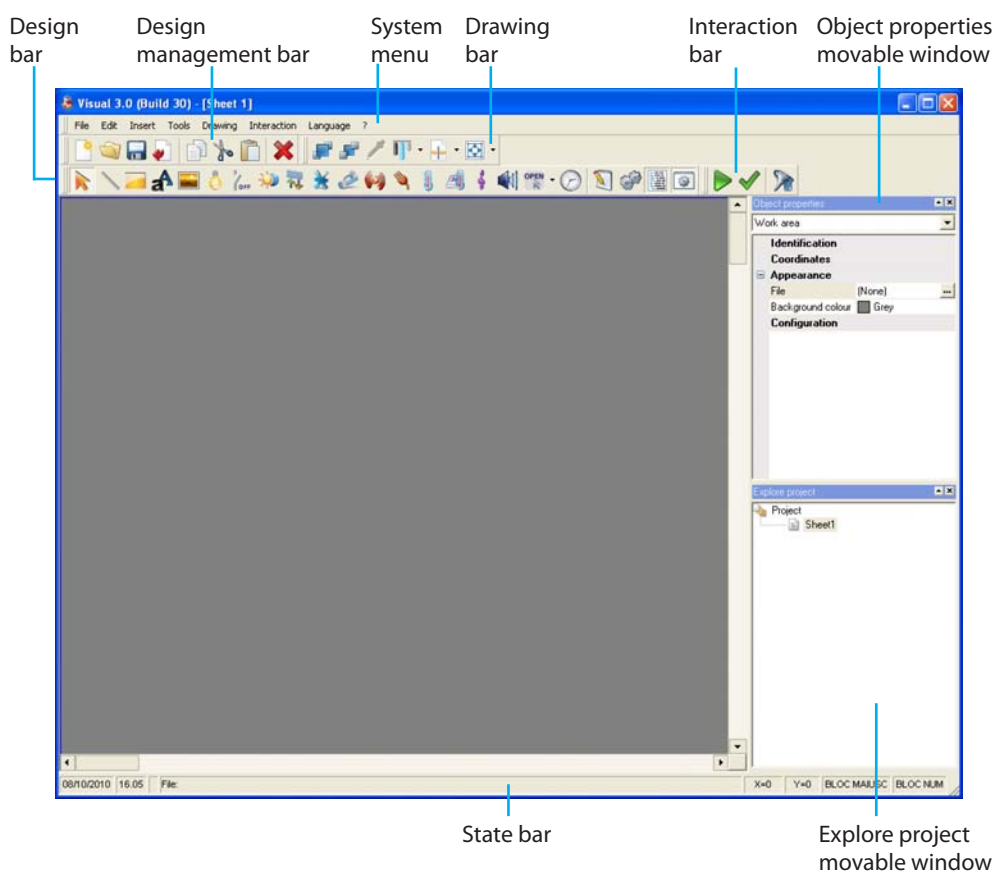 Design bar
Design management bar
System menu
Drawing bar
Interaction bar
Object properties movable window
Visual 3.0 (Build 30) - [Sheet 1]
File Edit Insert Tools Drawing Interaction Language ?
OFF
OPEN
Object properties
Work area
Identification
Coordinates
Appearance
File (None) ...
Background colour Grey
Configuration
Explore project
Project
Sheet1
08/10/2010 16.05 File: X=0 Y=0 BLOC MAIUSC BLOC NUM
State bar
Explore project movable window